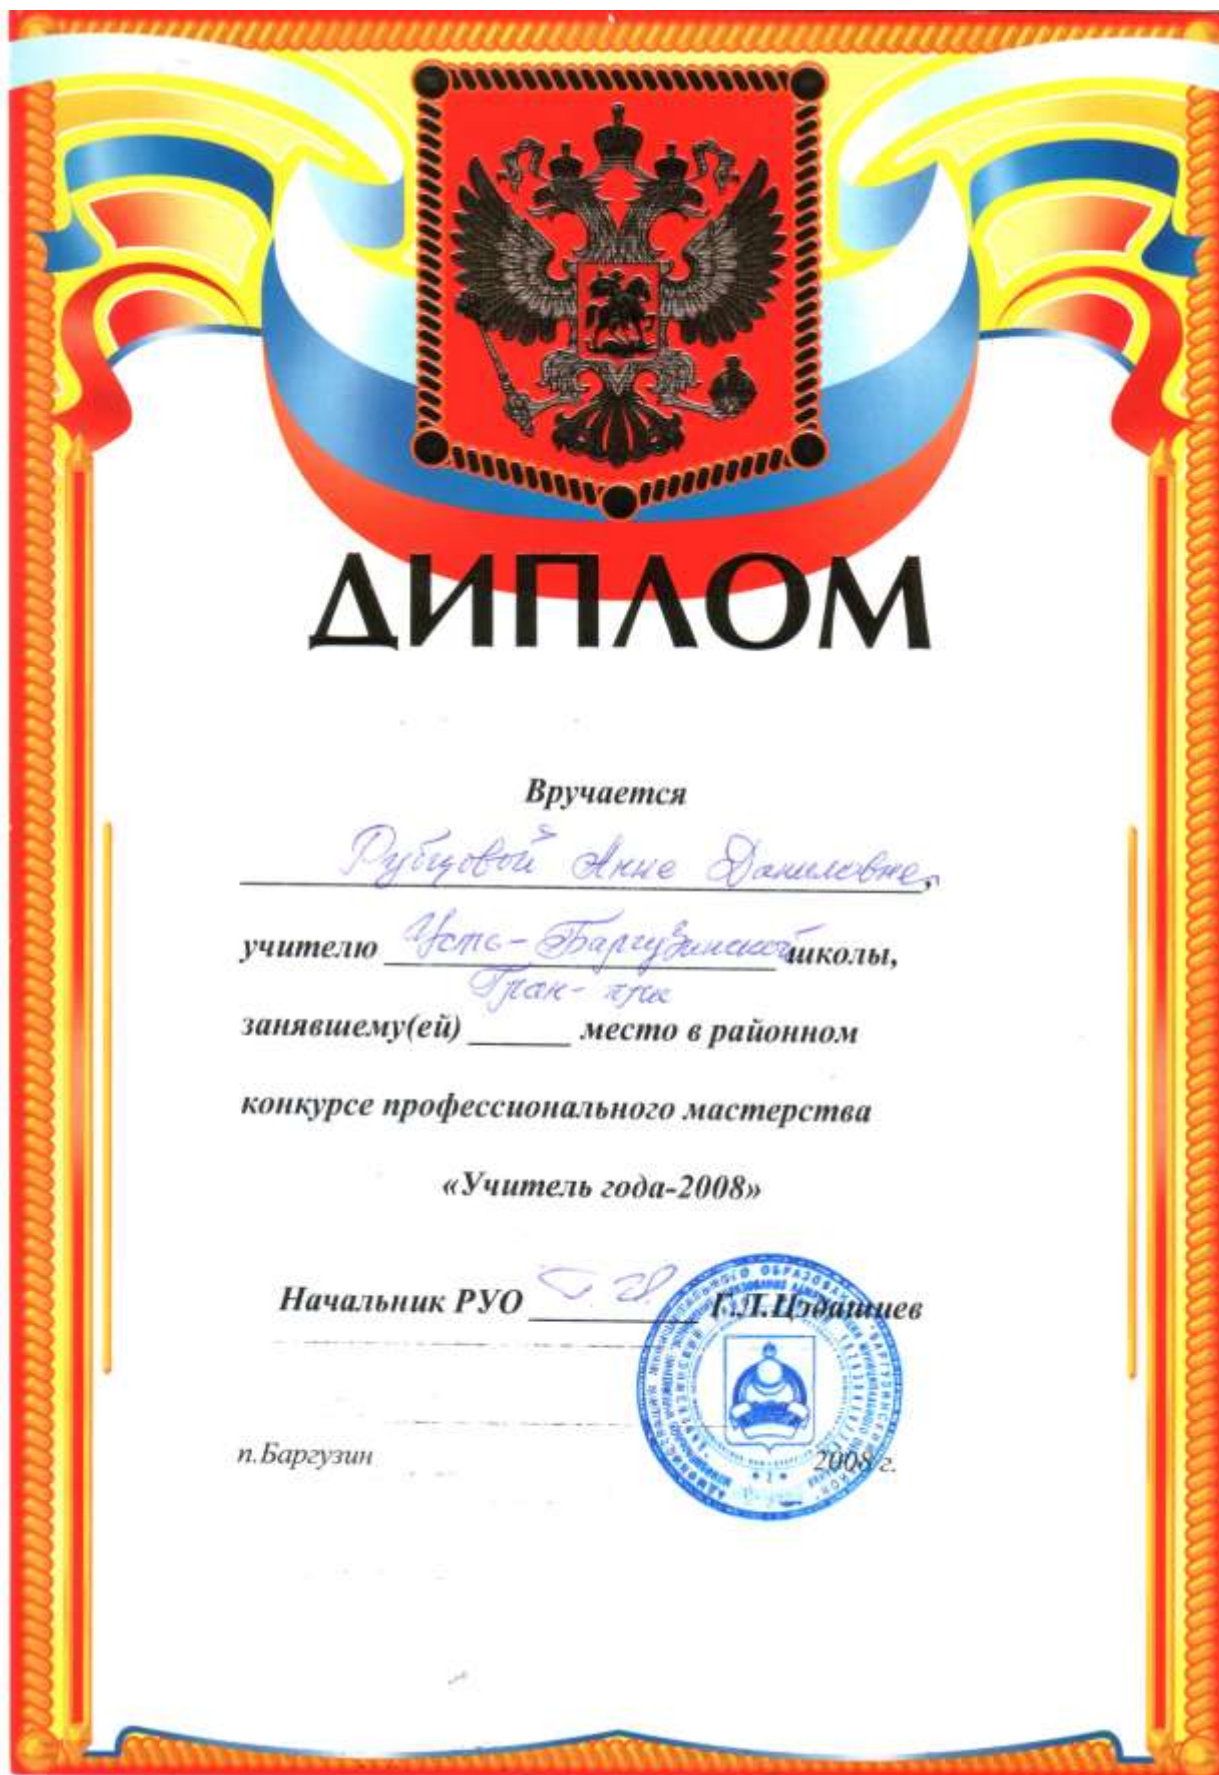 ДИПЛОМ
Вручается
Рубцовой Анне Даниловне,
учителю Усть-Баргузинской школы,
Гран-при
занявшему(ей) ______ место в районном
конкурсе профессионального мастерства
«Учитель года-2008»
Начальник РУО Г.Л.Цэдашиев
п.Баргузин 2008 г.